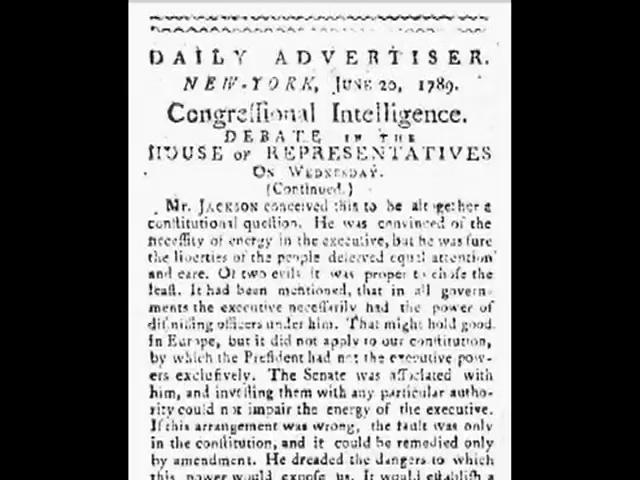 DAILY ADVERTISER.
NEW-YORK, JUNE 20, 1789.
Congreſſional Intelligence.
DEBATE IN THE
HOUSE OF REPRESENTATIVES
ON WEDNESDAY.
(Continued.)
Mr. JACKSON conceived this to be altogether a
conſtitutional queſtion. He was convinced of the
neceſſity of energy in the executive, but he was ſure
the liberties of the people deſerved equal attention
and care. Of two evils it was proper to choſe the
leaſt. It had been mentioned, that in all govern-
ments the executive neceſſarily had the power of
diſmiſſing officers under him. That might hold good
in Europe, but it did not apply to our conſtitution,
by which the Preſident had not the executive pow-
ers excluſively. The Senate was aſſociated with
him, and inveſting them with any particular autho-
rity could not impair the energy of the executive.
If this arrangement was wrong, the fault was only
in the conſtitution, and it could be remedied only
by amendment. He dreaded the dangers to which
this power would expoſe us. It would eſtabliſh a